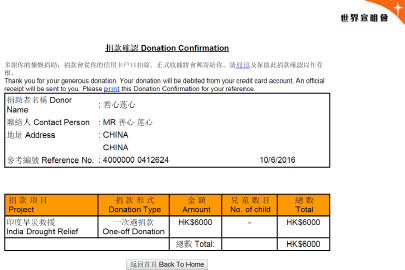 世界宣明會
捐款確認 Donation Confirmation
多謝你的慷慨捐助，捐款會從你的信用卡戶口扣除。正式收據將會郵寄給你。請列印及保留此捐款確認以作存
根。
Thank you for your generous donation. Your donation will be debited from your credit card account. An official
receipt will be sent to you. Please print this Donation Confirmation for your reference.
捐助者名稱 Donor : 善心莲心
Name
聯絡人 Contact Person : MR 善心 莲心
地址 Address : CHINA
CHINA
參考編號 Reference No. : 4000000 0412624 10/6/2016
捐款項目 捐款形式 金額 兒童數目 總數
Project Donation Type Amount No. of child Total
印度旱災救援 一次過捐款 HK$6000 - HK$6000
India Drought Relief One-off Donation
總數 Total: HK$6000
返回首頁 Back To Home